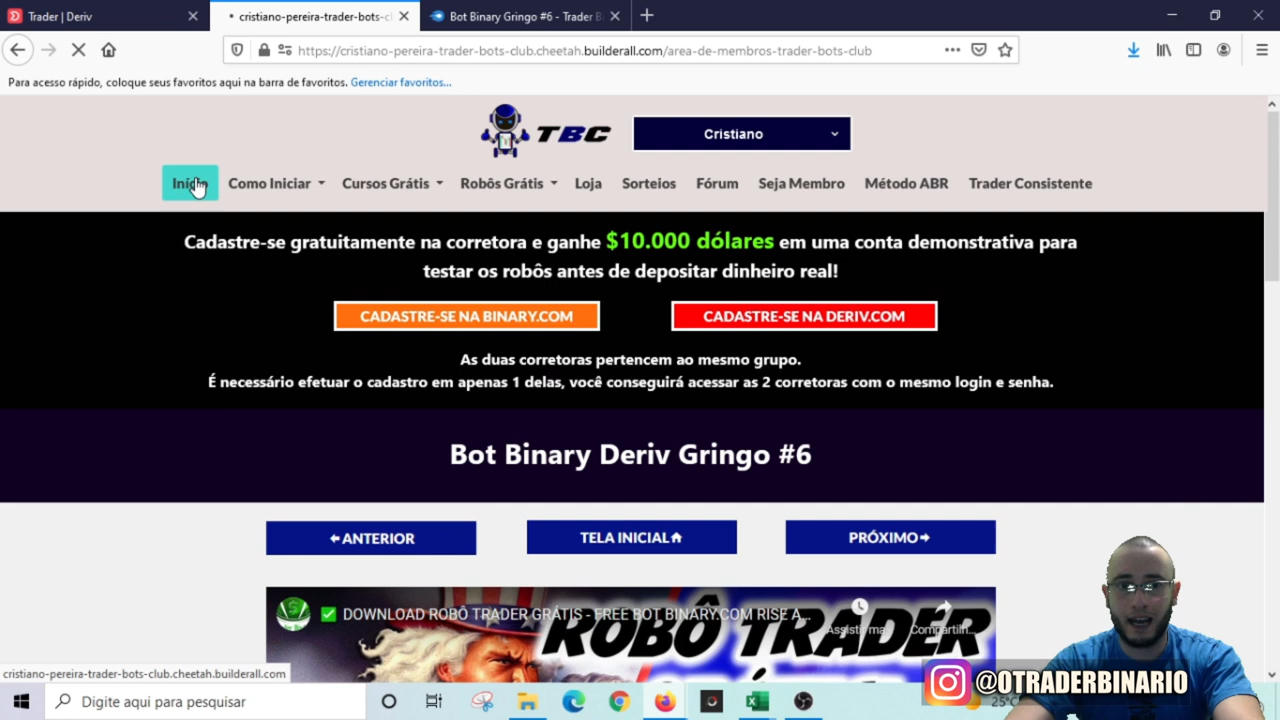 Trader | Deriv
cristiano-pereira-trader-bots-cl
Bot Binary Gringo #6 - Trader B
https://cristiano-pereira-trader-bots-club.cheetah.builderall.com/area-de-membros-trader-bots-club
Para acesso rápido, coloque seus favoritos aqui na barra de favoritos. Gerenciar favoritos...
TBC
Cristiano
Início Como Iniciar Cursos Grátis Robôs Grátis Loja Sorteios Fórum Seja Membro Método ABR Trader Consistente
Cadastre-se gratuitamente na corretora e ganhe $10.000 dólares em uma conta demonstrativa para
testar os robôs antes de depositar dinheiro real!
CADASTRE-SE NA BINARY.COM
CADASTRE-SE NA DERIV.COM
As duas corretoras pertencem ao mesmo grupo.
É necessário efetuar o cadastro em apenas 1 delas, você conseguirá acessar as 2 corretoras com o mesmo login e senha.
Bot Binary Deriv Gringo #6
ANTERIOR
TELA INICIAL
PRÓXIMO
DOWNLOAD ROBÔ TRADER GRÁTIS - FREE BOT BINARY.COM RISE A...
ROBÔ TRADER
Assistir ma...
Compartilh...
cristiano-pereira-trader-bots-club.cheetah.builderall.com
@OTRADERBINARIO
Digite aqui para pesquisar
25°C